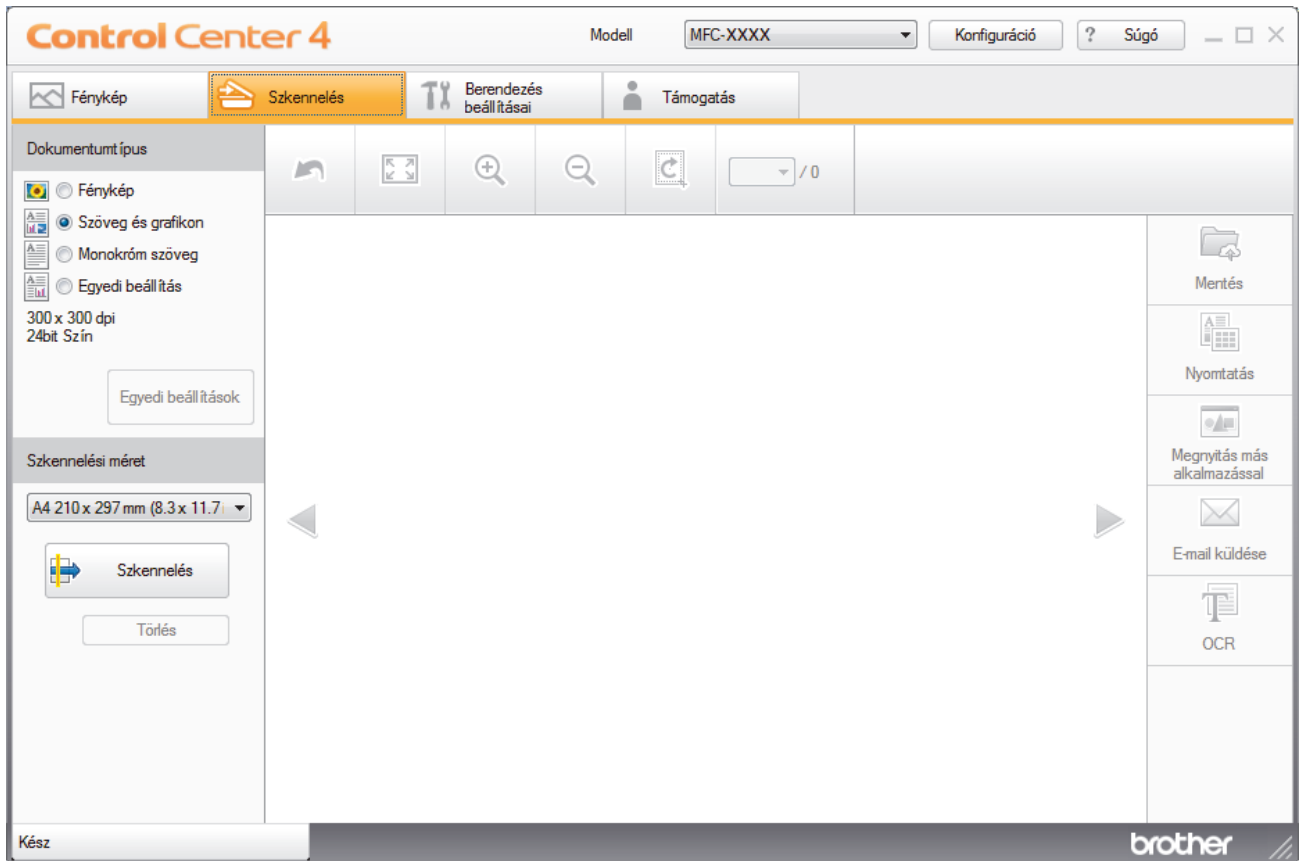 Control Center 4
Modell
MFC-XXXX
Konfiguráció
? Súgó
Fénykép
Szkennelés
Berendezés
beállításai
Támogatás
Dokumentumtípus
/ 0
Fénykép
Szöveg és grafikon
Monokróm szöveg
Egyedi beállítás
300 x 300 dpi
24bit Szín
Egyedi beállítások
Szkennelési méret
A4 210 x 297 mm (8.3 x 11.7
Szkennelés
Törlés
Mentés
Nyomtatás
Megnyitás más
alkalmazással
E-mail küldése
OCR
Kész
brother